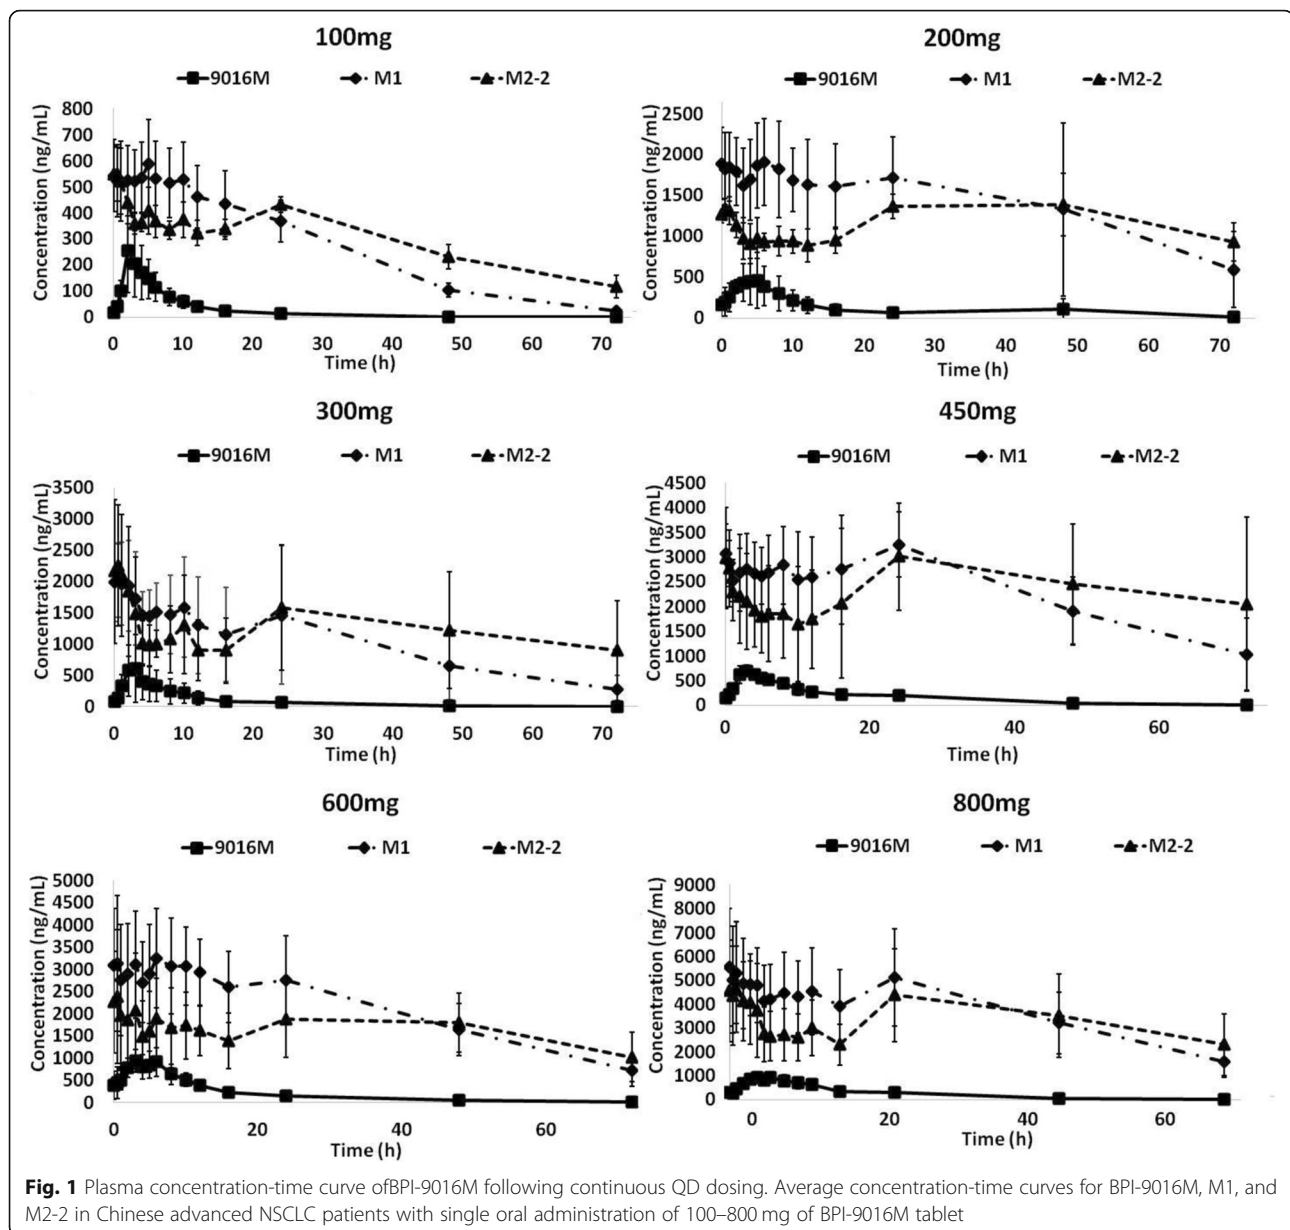 100mg
9016M M1 M2-2
Concentration (ng/mL)
800
700
600
500
400
300
200
100
0
0 10 20 30 40 50 60 70
Time (h)
200mg
9016M M1 M2-2
Concentration (ng/mL)
2500
2000
1500
1000
500
0
0 10 20 30 40 50 60 70
Time (h)
300mg
9016M M1 M2-2
Concentration (ng/mL)
3500
3000
2500
2000
1500
1000
500
0
0 10 20 30 40 50 60 70
Time (h)
450mg
9016M M1 M2-2
Concentration (ng/mL)
4500
4000
3500
3000
2500
2000
1500
1000
500
0
0 20 40 60
Time (h)
600mg
9016M M1 M2-2
Concentration (ng/mL)
5000
4500
4000
3500
3000
2500
2000
1500
1000
500
0
0 20 40 60
Time (h)
800mg
9016M M1 M2-2
Concentration (ng/mL)
9000
8000
7000
6000
5000
4000
3000
2000
1000
0
0 20 40 60
Time (h)
Fig. 1 Plasma concentration-time curve ofBPI-9016M following continuous QD dosing. Average concentration-time curves for BPI-9016M, M1, and
M2-2 in Chinese advanced NSCLC patients with single oral administration of 100–800 mg of BPI-9016M tablet